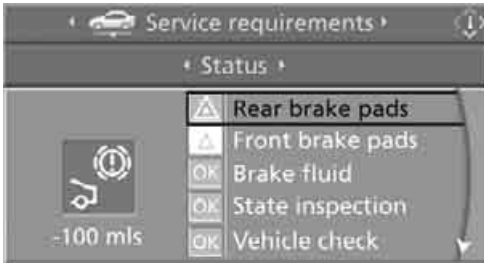 Service requirements
Status
Rear brake pads
Front brake pads
OK Brake fluid
OK State inspection
-100 mls
OK Vehicle check